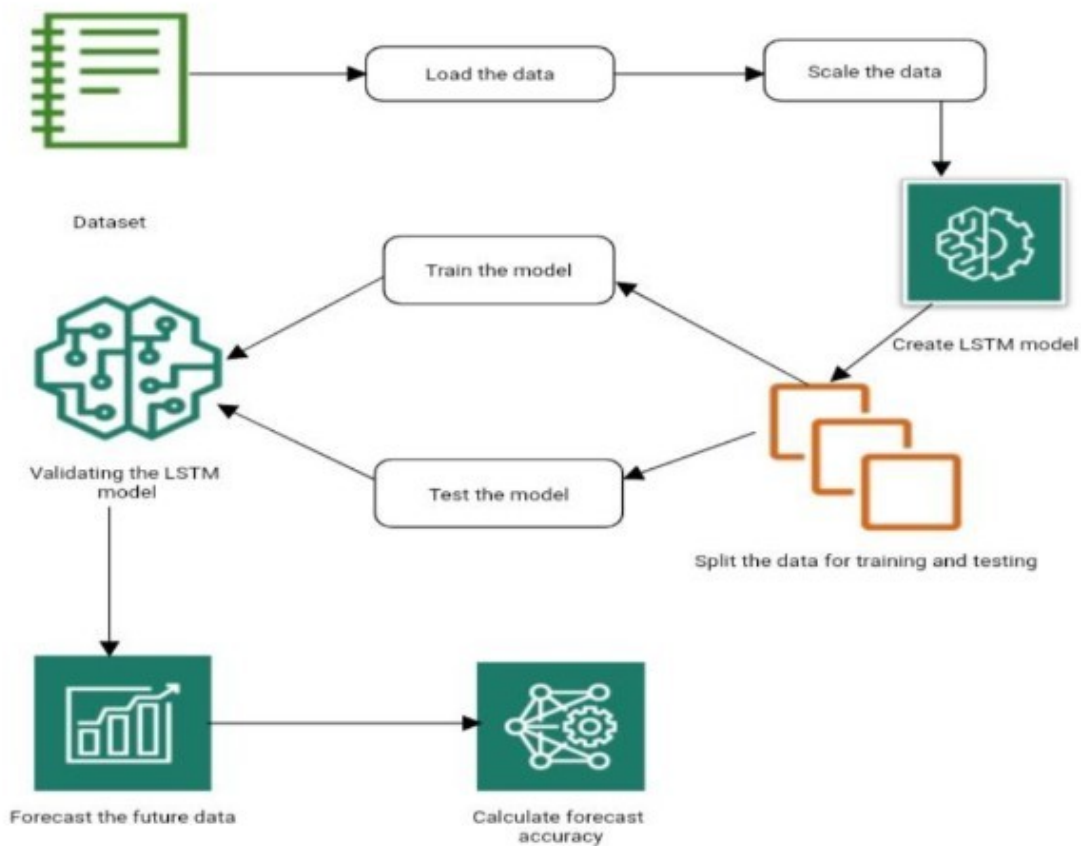 Load the data
Scale the data
Dataset
Train the model
Create LSTM model
Validating the LSTM
model
Test the model
Split the data for training and testing
Forecast the future data
Calculate forecast
accuracy